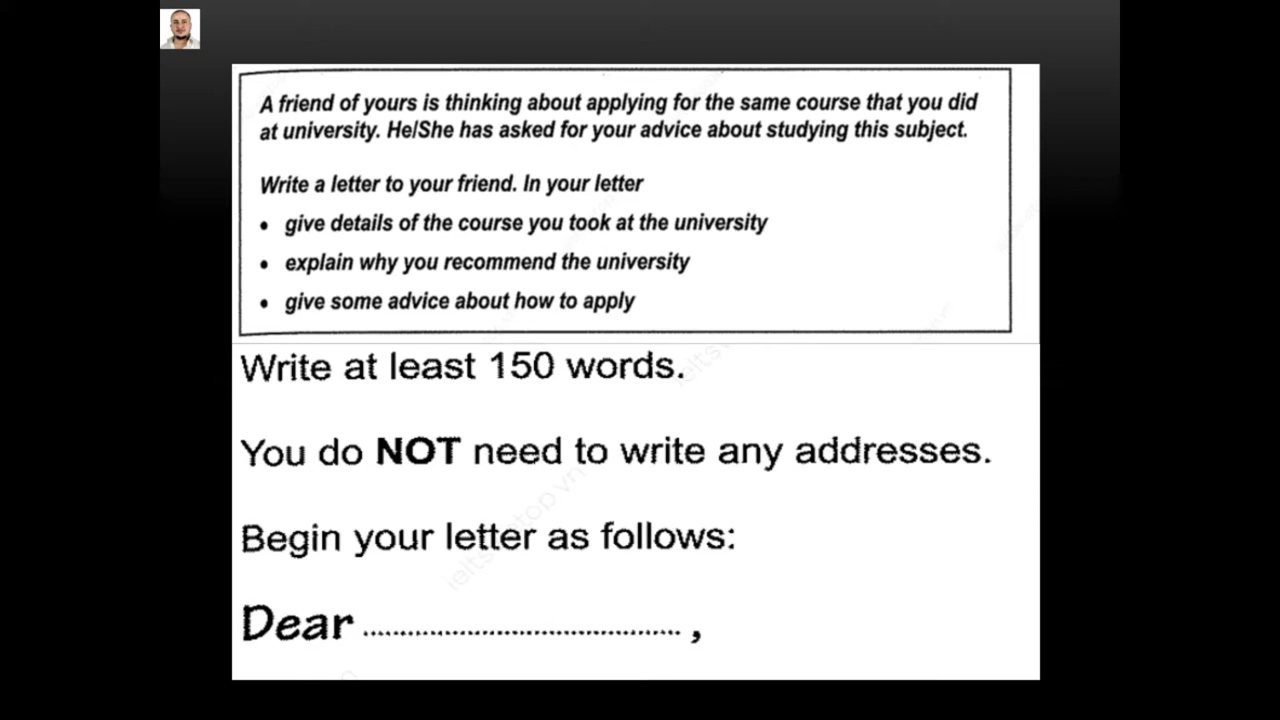 A friend of yours is thinking about applying for the same course that you did
at university. He/She has asked for your advice about studying this subject.
Write a letter to your friend. In your letter
• give details of the course you took at the university
• explain why you recommend the university
• give some advice about how to apply
Write at least 150 words.
You do NOT need to write any addresses.
Begin your letter as follows:
Dear ............................................. ,